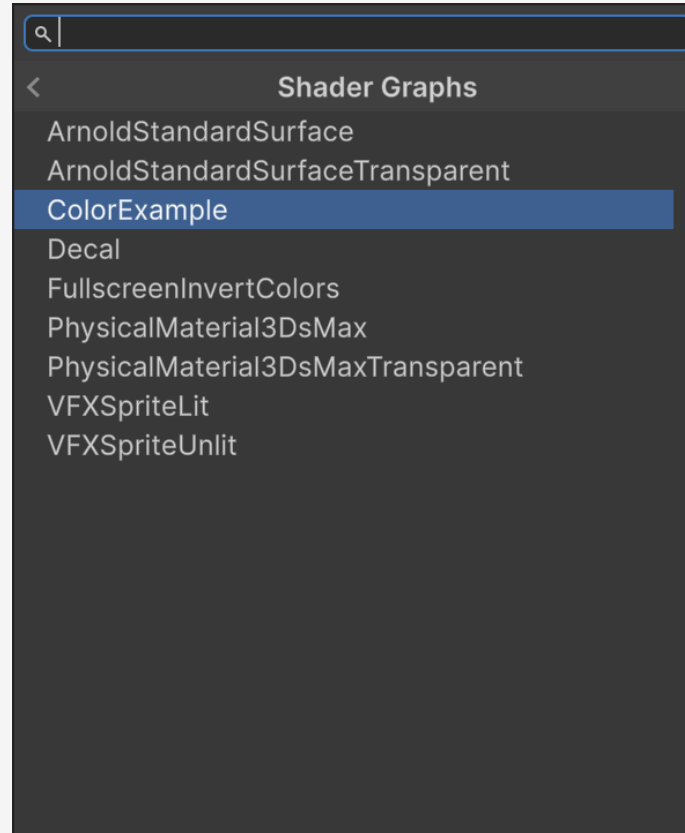 Shader Graphs
ArnoldStandardSurface
ArnoldStandardSurfaceTransparent
ColorExample
Decal
FullscreenInvertColors
PhysicalMaterial3DsMax
PhysicalMaterial3DsMaxTransparent
VFXSpriteLit
VFXSpriteUnlit